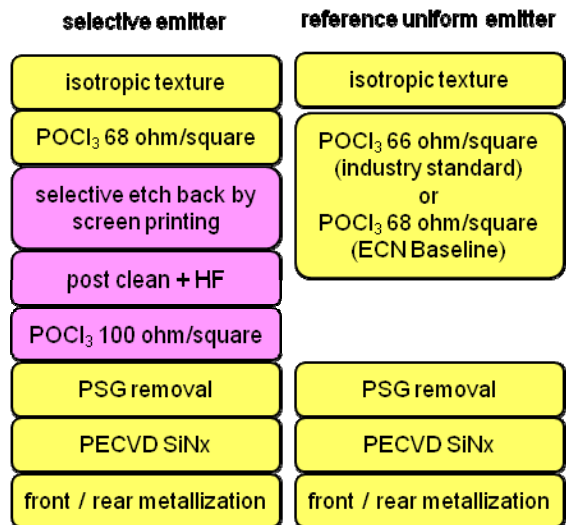 selective emitter
isotropic texture
POCl₃ 68 ohm/square
selective etch back by
screen printing
post clean + HF
POCl₃ 100 ohm/square
PSG removal
PECVD SiNx
front / rear metallization
reference uniform emitter
isotropic texture
POCl₃ 66 ohm/square
(industry standard)
or
POCl₃ 68 ohm/square
(ECN Baseline)
PSG removal
PECVD SiNx
front / rear metallization